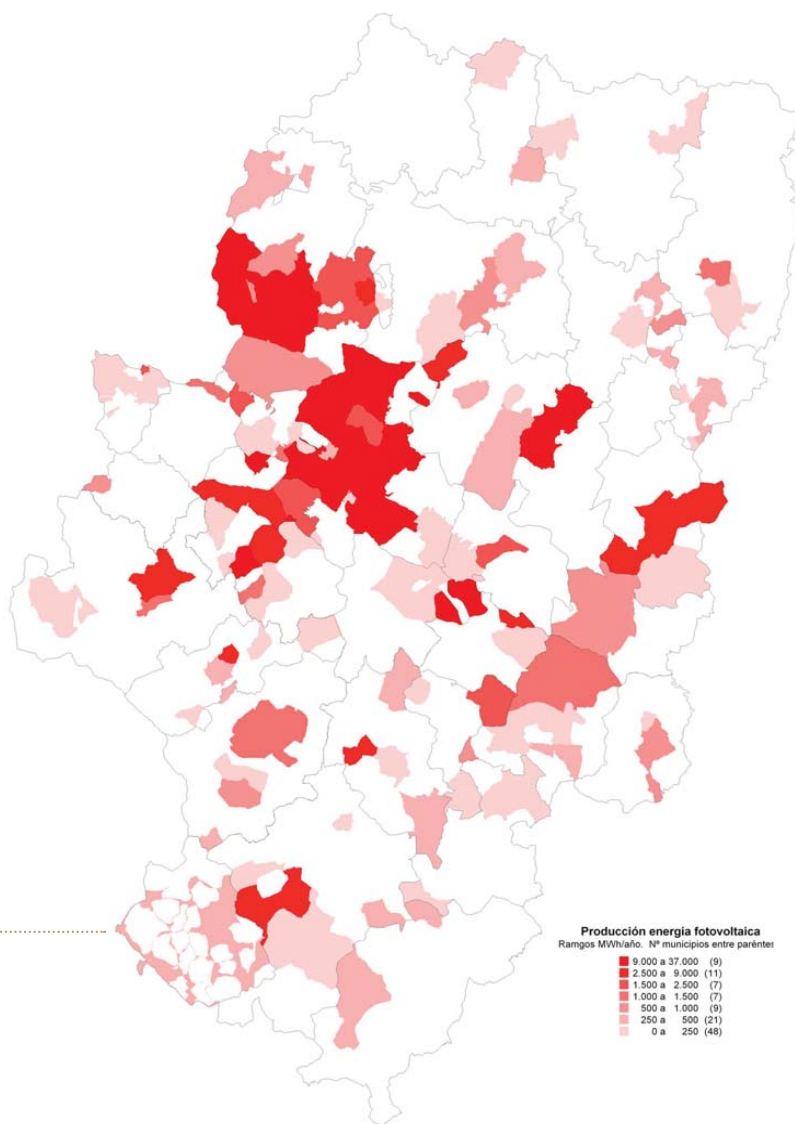 Producción energía fotovoltaica
Ramgos MWh/año. Nº municipios entre paréntes
9.000 a 37.000 (9)
2.500 a 9.000 (11)
1.500 a 2.500 (7)
1.000 a 1.500 (7)
500 a 1.000 (9)
250 a 500 (21)
0 a 250 (48)